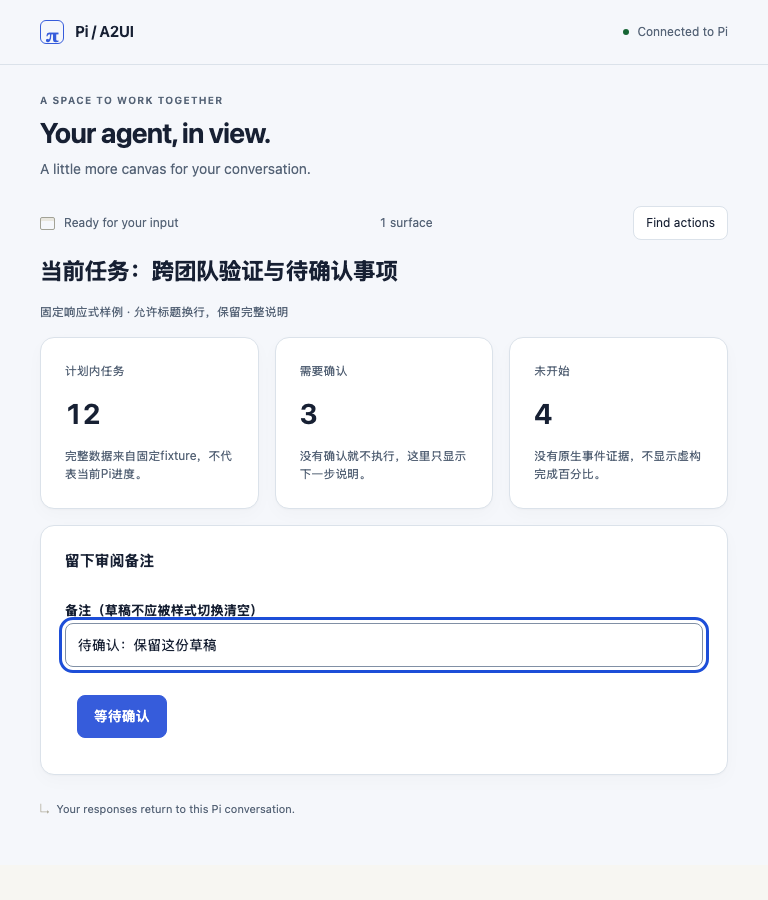 π Pi / A2UI
Connected to Pi
A SPACE TO WORK TOGETHER
Your agent, in view.
A little more canvas for your conversation.
Ready for your input
1 surface
Find actions
当前任务：跨团队验证与待确认事项
固定响应式样例 · 允许标题换行，保留完整说明
计划内任务
12
完整数据来自固定fixture，不代
表当前Pi进度。
需要确认
3
没有确认就不执行，这里只显示
下一步说明。
未开始
4
没有原生事件证据，不显示虚构
完成百分比。
留下审阅备注
备注（草稿不应被样式切换清空）
待确认：保留这份草稿
等待确认
Your responses return to this Pi conversation.